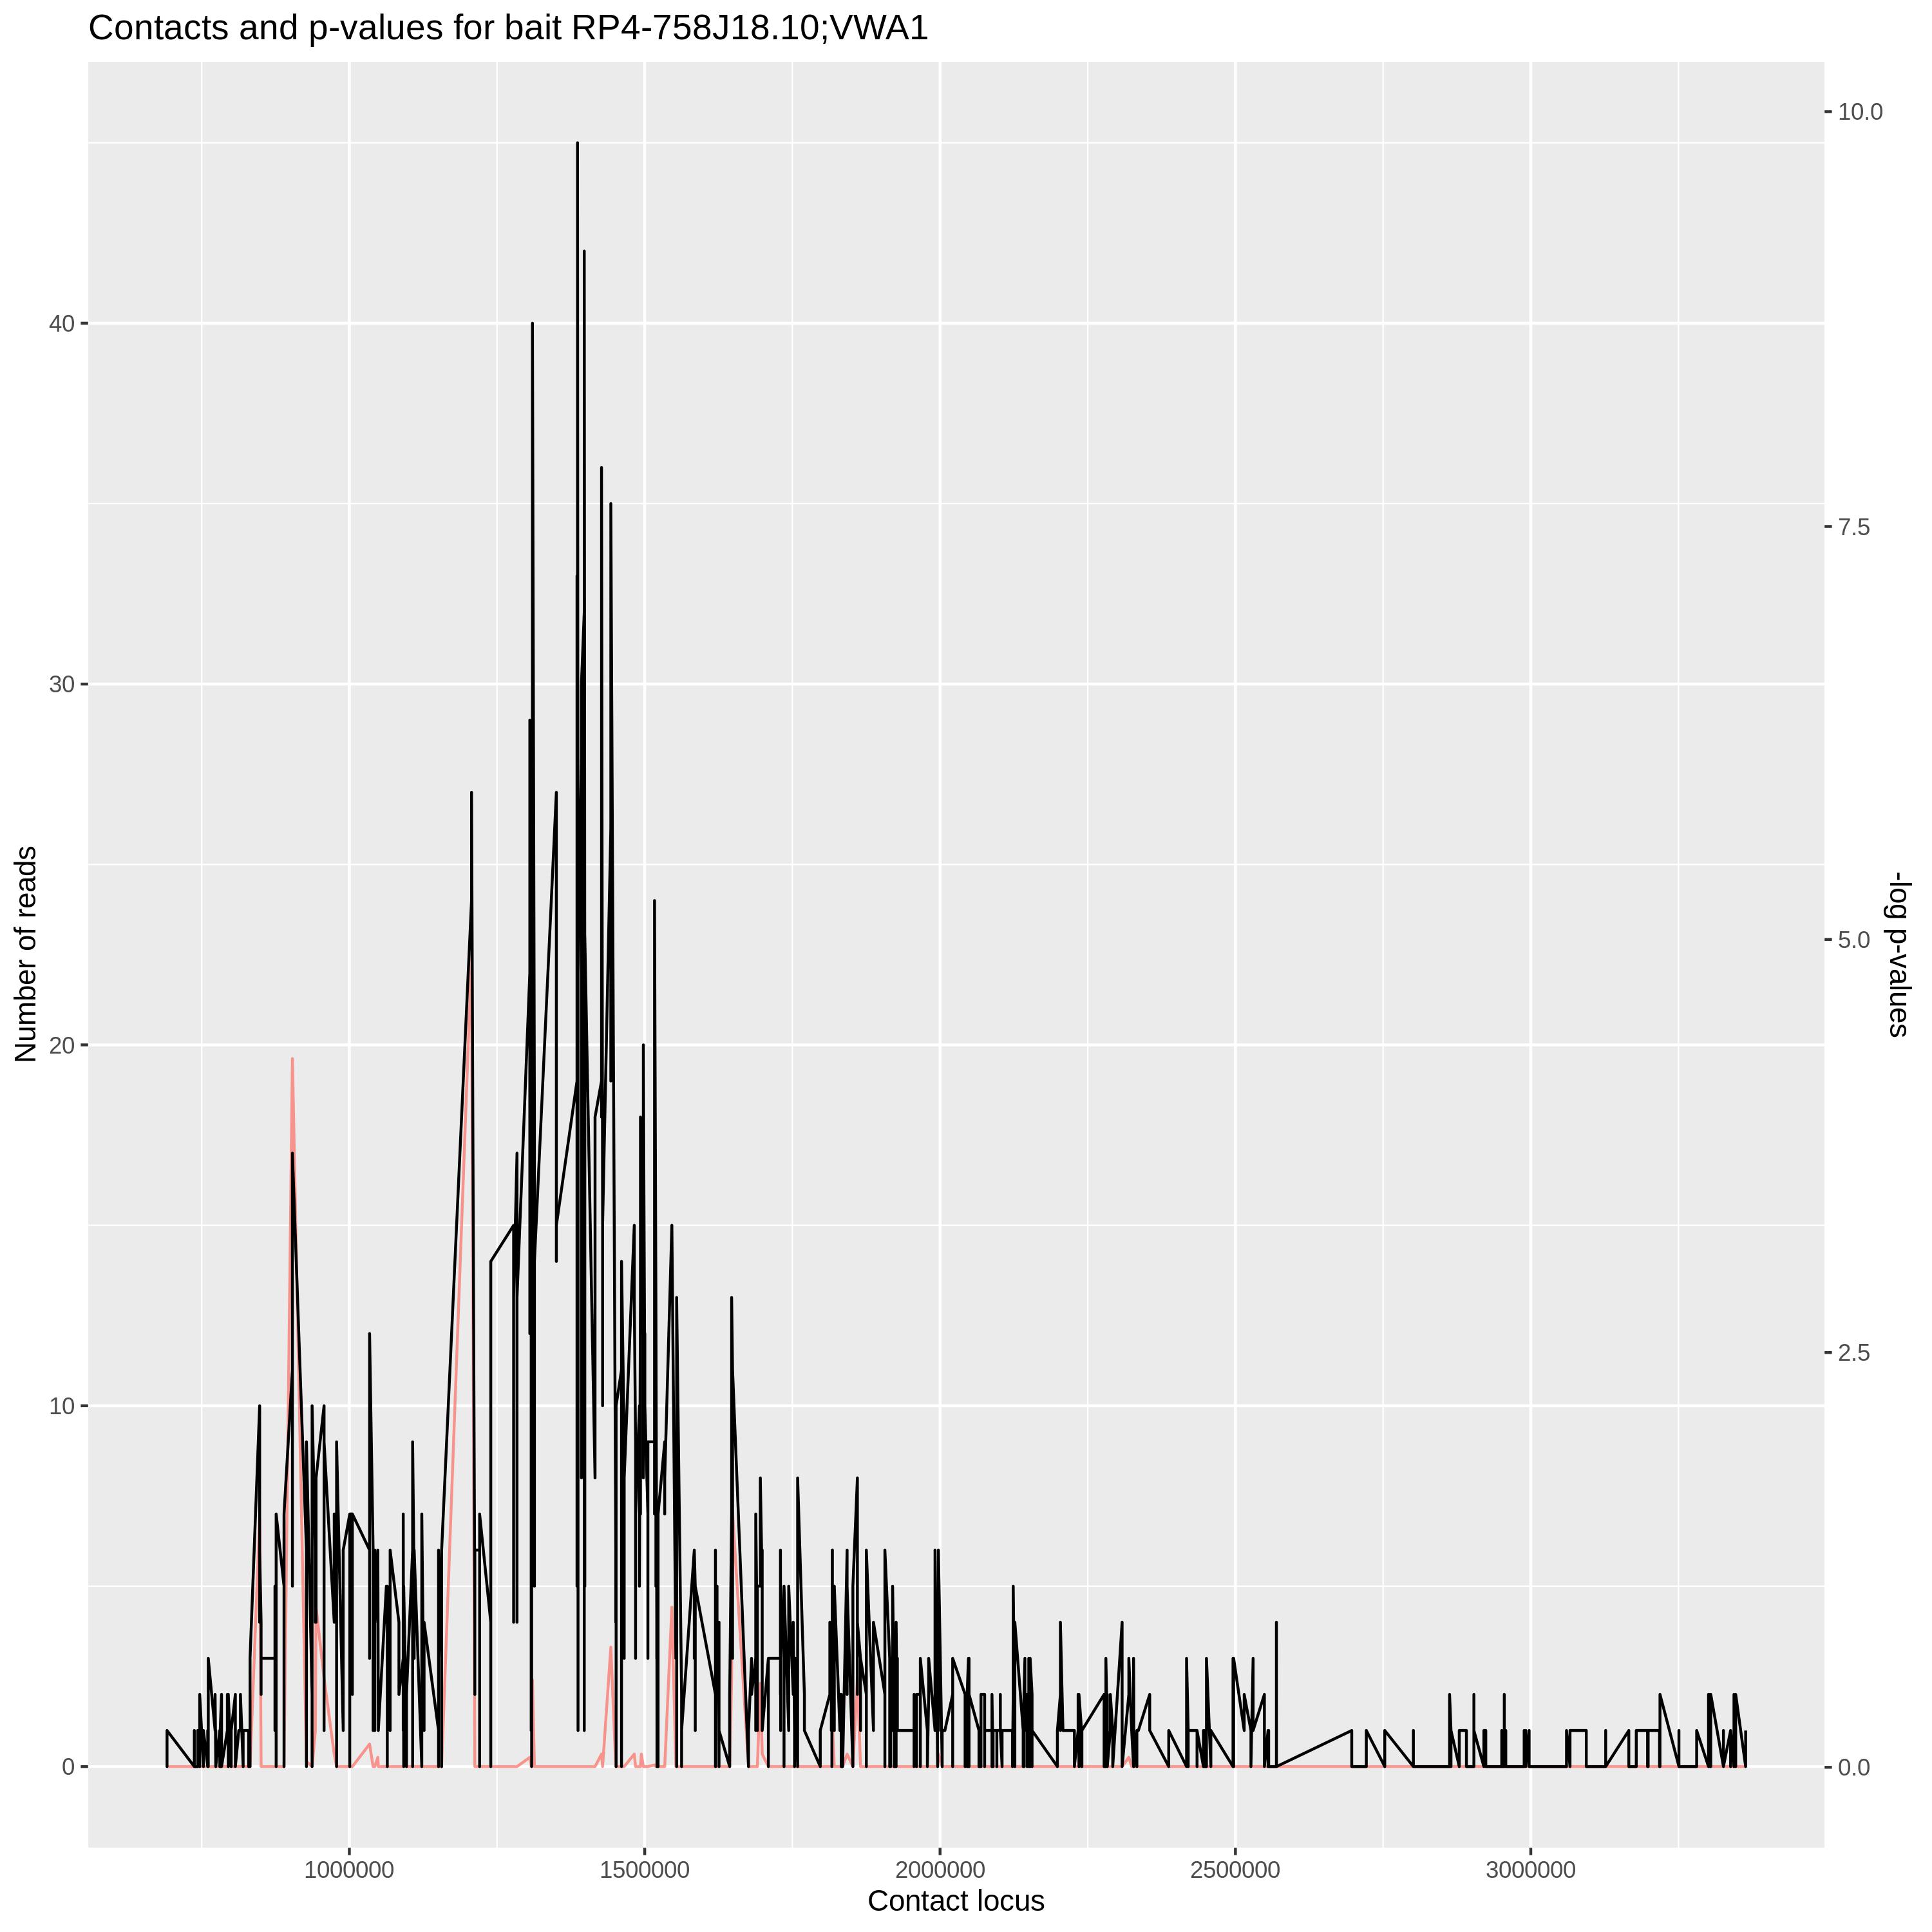 Contacts and p-values for bait RP4-758J18.10;VWA1
Number of reads
40
30
20
10
0
10.0
7.5
5.0
2.5
0.0
-log p-values
1000000 1500000 2000000 2500000 3000000
Contact locus